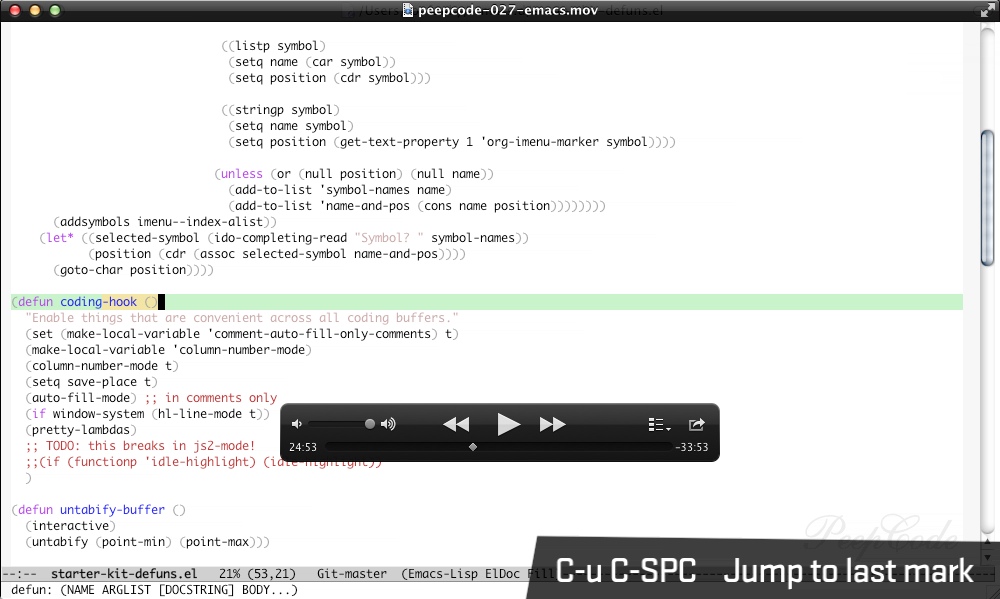 peepcode-027-emacs.mov
((listp symbol)
(setq name (car symbol))
(setq position (cdr symbol)))
((stringp symbol)
(setq name symbol)
(setq position (get-text-property 1 'org-imenu-marker symbol))))
(unless (or (null position) (null name))
(add-to-list 'symbol-names name)
(add-to-list 'name-and-pos (cons name position))))))))
(addsymbols imenu--index-alist))
(let* ((selected-symbol (ido-completing-read "Symbol? " symbol-names))
(position (cdr (assoc selected-symbol name-and-pos))))
(goto-char position))))
(defun coding-hook ()
"Enable things that are convenient across all coding buffers."
(set (make-local-variable 'comment-auto-fill-only-comments) t)
(make-local-variable 'column-number-mode)
(column-number-mode t)
(setq save-place t)
(auto-fill-mode) ;; in comments only
(if window-system (hl-line-mode t))
(pretty-lambdas)
;; TODO: this breaks in js2-mode!
;;(if (functionp 'idle-highlight) (idle-highlight))
)
24:53
-33:53
(defun untabify-buffer ()
(interactive)
(untabify (point-min) (point-max)))
PeepCode
--:-- starter-kit-defuns.el 21% (53,21) Git-master (Emacs-Lisp ElDoc Fill
defun: (NAME ARGLIST [DOCSTRING] BODY...)
C-u C-SPC Jump to last mark